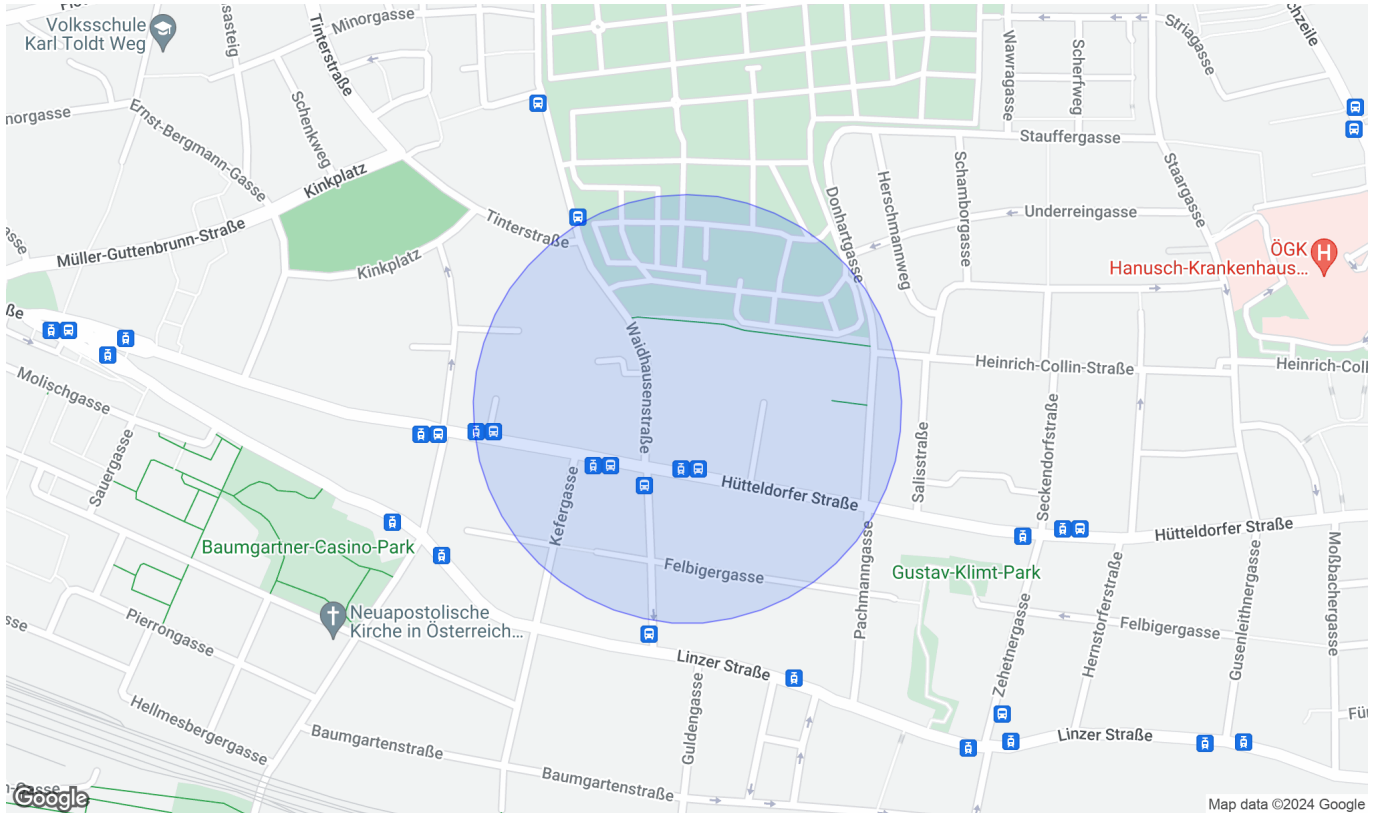 Volksschule
Karl Toldt Weg
Minorgasse
Tinterstraße
Wawragasse
Scherfweg
Striagasse
norgasse
Ernst-Bergmann-Gasse
Schenkweg
Kinkplatz
Stauffergasse
Staargasse
Schamborgasse
Herschmannweg
Donhartgasse
Underreingasse
Müller-Guttenbrunn-Straße
Tinterstraße
Kinkplatz
ÖGK
Hanusch-Krankenhaus...
ße
Waidhausenstraße
Heinrich-Collin-Straße
Heinrich-Coll
Molischgasse
Sauergasse
Salisstraße
Seckendorfstraße
Hütteldorfer Straße
Hütteldorfer Straße
Kefergasse
Baumgartner-Casino-Park
Felbigergasse
Gustav-Klimt-Park
Pachmanngasse
Moßbachergasse
Gusenleithnergasse
Hernstorferstraße
Zehetnergasse
Felbigergasse
Neuapostolische
Kirche in Österreich...
Pierrongasse
Linzer Straße
Guldengasse
Hellmesbergergasse
Baumgartenstraße
Linzer Straße
Baumgartenstraße
Google
Map data ©2024 Google